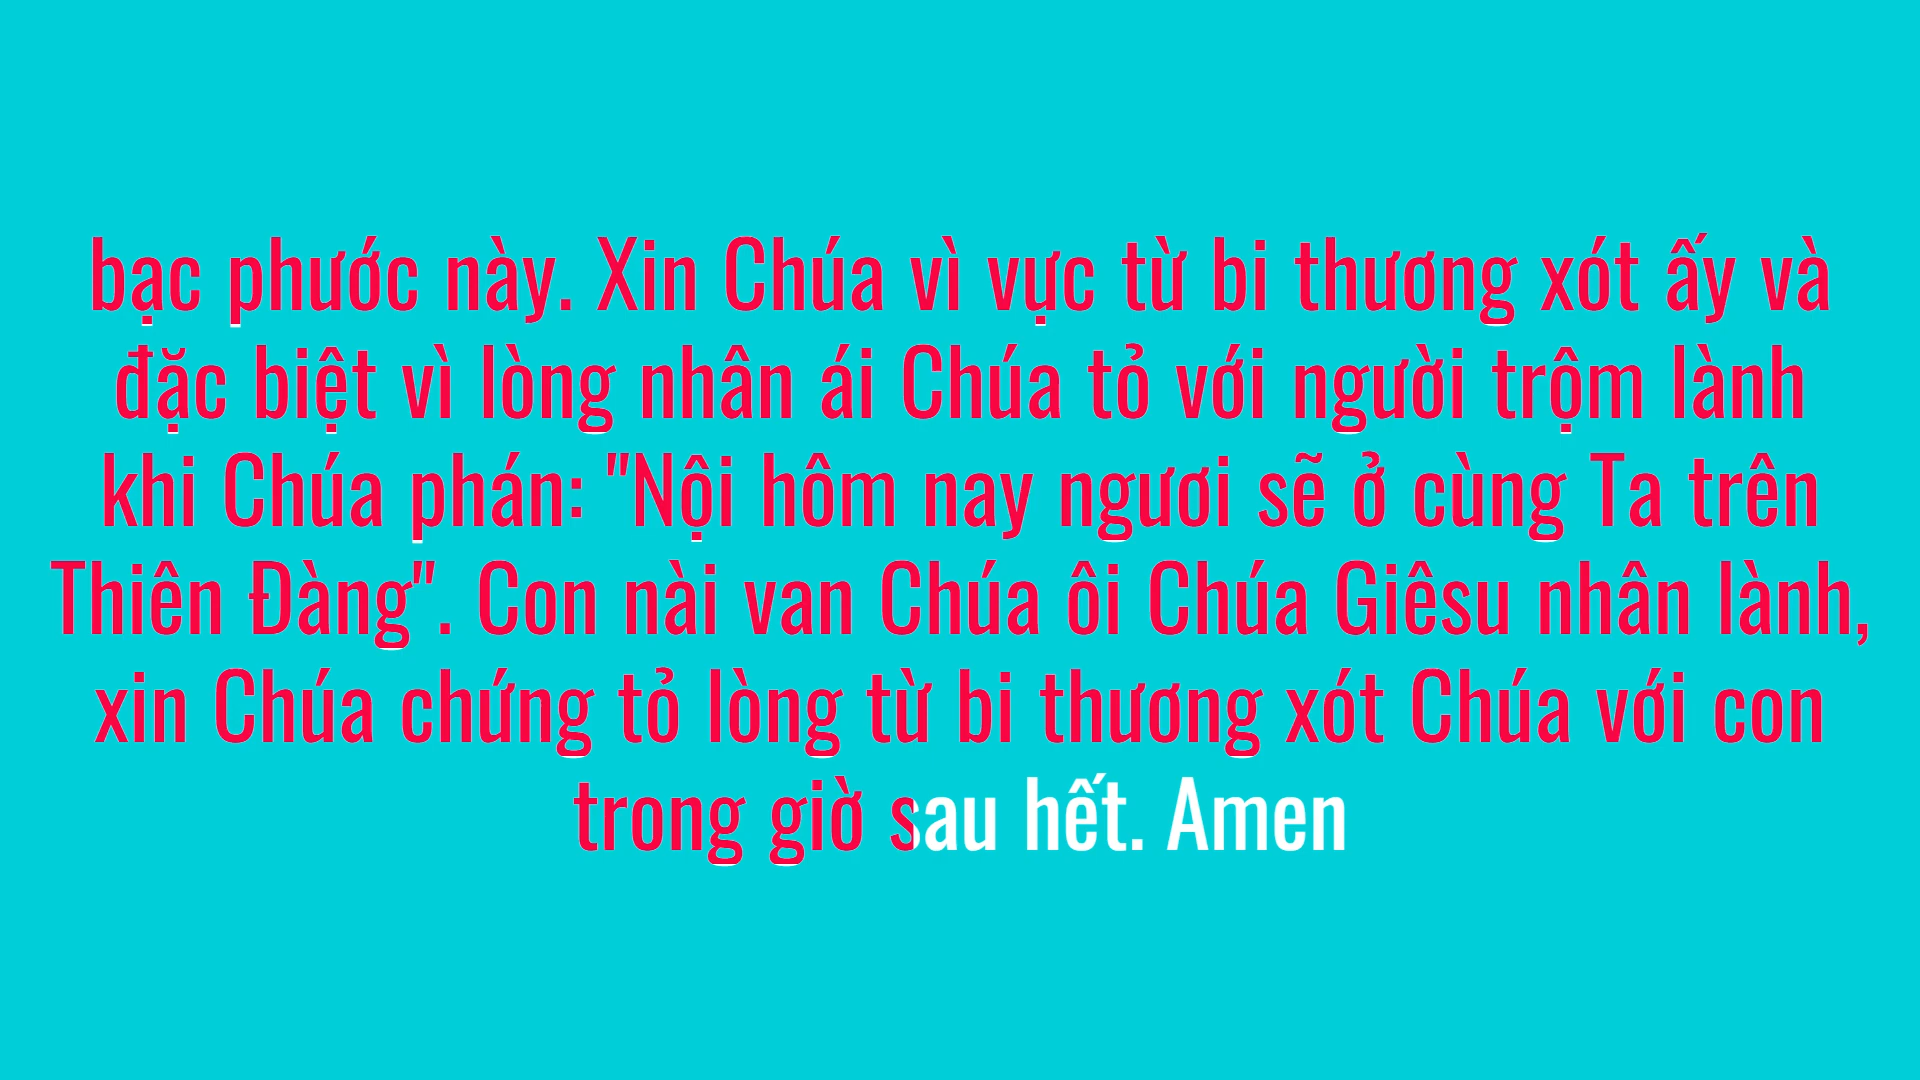 bạc phước này. Xin Chúa vì vực từ bi thương xót ấy và
đặc biệt vì lòng nhân ái Chúa tỏ với người trộm lành
khi Chúa phán: "Nội hôm nay ngươi sẽ ở cùng Ta trên
Thiên Đàng". Con nài van Chúa ôi Chúa Giêsu nhân lành,
xin Chúa chứng tỏ lòng từ bi thương xót Chúa với con
trong giờ sau hết. Amen